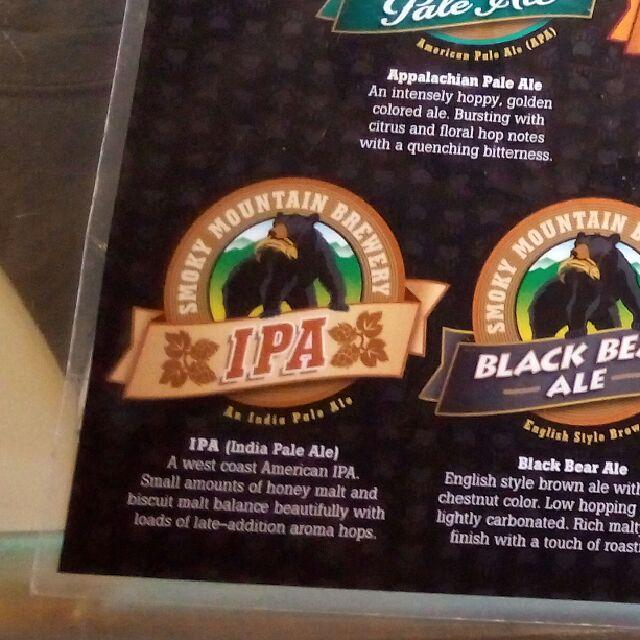 Pale Ale
American Pale Ale (APA)
Appalachian Pale Ale
An intensely hoppy, golden
colored ale. Bursting with
citrus and floral hop notes
with a quenching bitterness.
SMOKY MOUNTAIN BREWERY
IPA
An India Pale Ale
IPA (India Pale Ale)
A west coast American IPA.
Small amounts of honey malt and
biscuit malt balance beautifully with
loads of late-addition aroma hops.
SMOKY MOUNTAIN
BLACK
ALE
English Style
Black Bear Ale
English style brown ale with
chestnut color. Low hopping
lightly carbonated. Rich
finish with a touch of